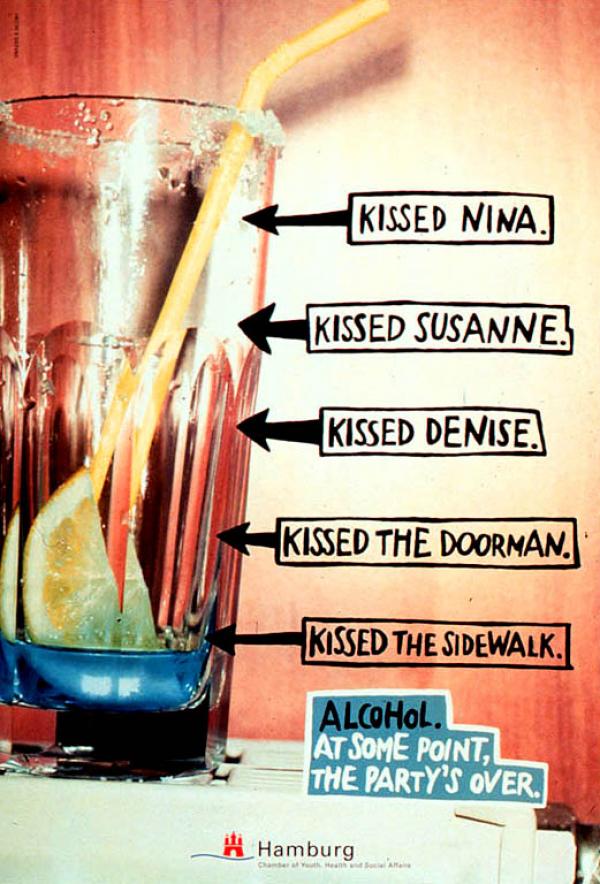 KISSED NINA.
KISSED SUSANNE.
KISSED DENISE.
KISSED THE DOORMAN.
KISSED THE SIDEWALK.
ALCOHOL.
AT SOME POINT,
THE PARTY'S OVER.
Hamburg
Chamber of Youth, Health and Social Affairs